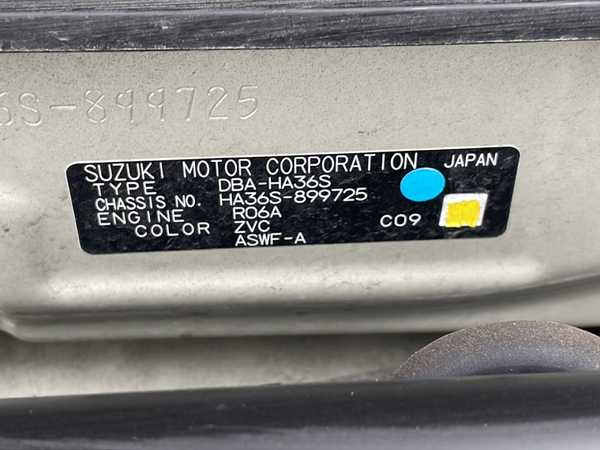 6S-899725
SUZUKI MOTOR CORPORATION JAPAN
TYPE DBA-HA36S
CHASSIS NO. HA36S-899725
ENGINE R06A
COLOR ZVC C09
ASWF-A